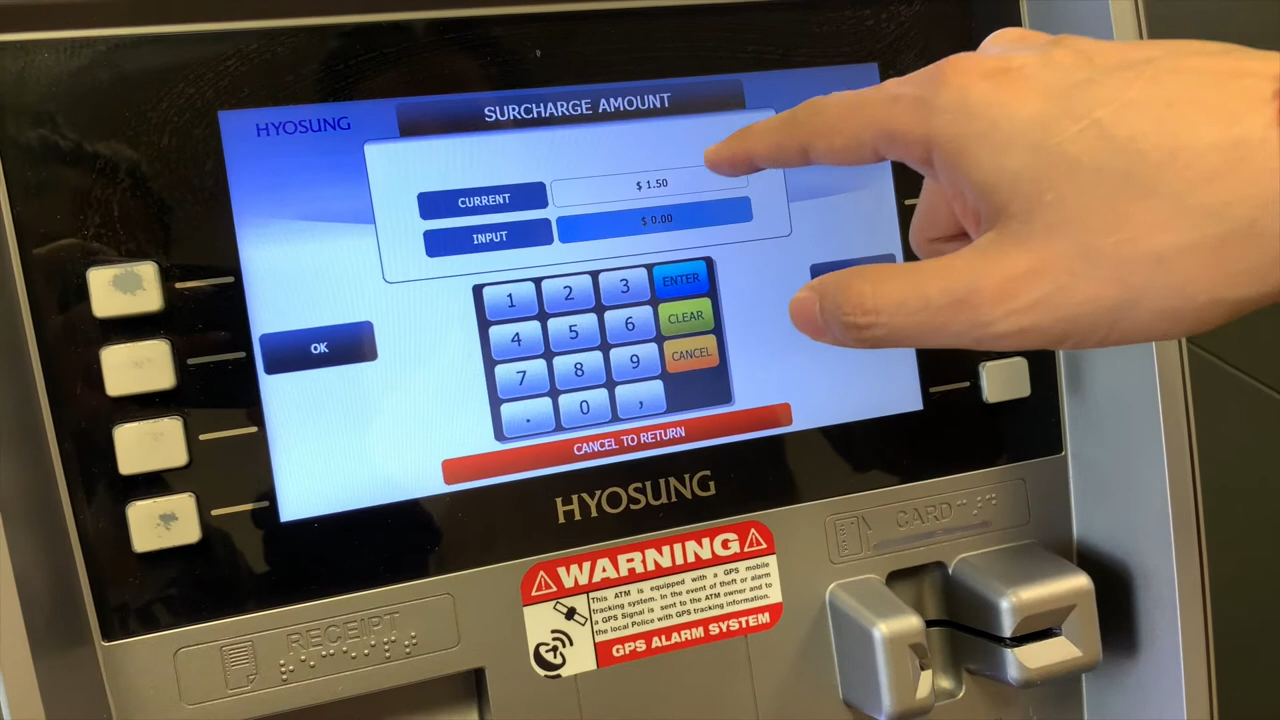 SURCHARGE AMOUNT
HYOSUNG
CURRENT
$ 1.50
INPUT
$ 0.00
1 2 3 ENTER
4 5 6 CLEAR
7 8 9 CANCEL
. 0 ,
OK
CANCEL TO RETURN
HYOSUNG
CARD
WARNING
This ATM is equipped with a GPS mobile
tracking system. In the event of theft or alarm
a GPS Signal is sent to the ATM owner and to
the local Police with GPS tracking information.
GPS ALARM SYSTEM
RECEIPT